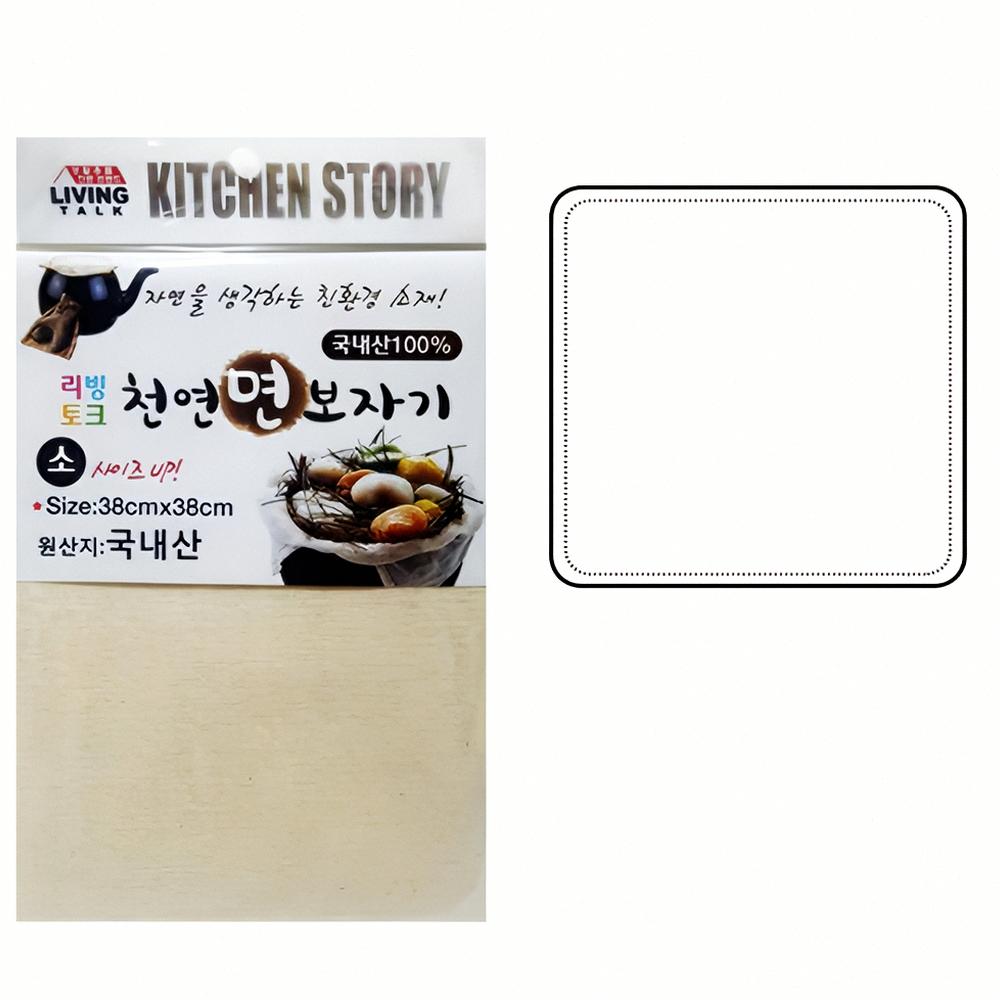 LIVING
TALK
KITCHEN STORY
자연을 생각하는 친환경 소재!
국내산100%
리빙
토크
천연면보자기
소 사이즈 UP!
Size:38cmx38cm
원산지:국내산